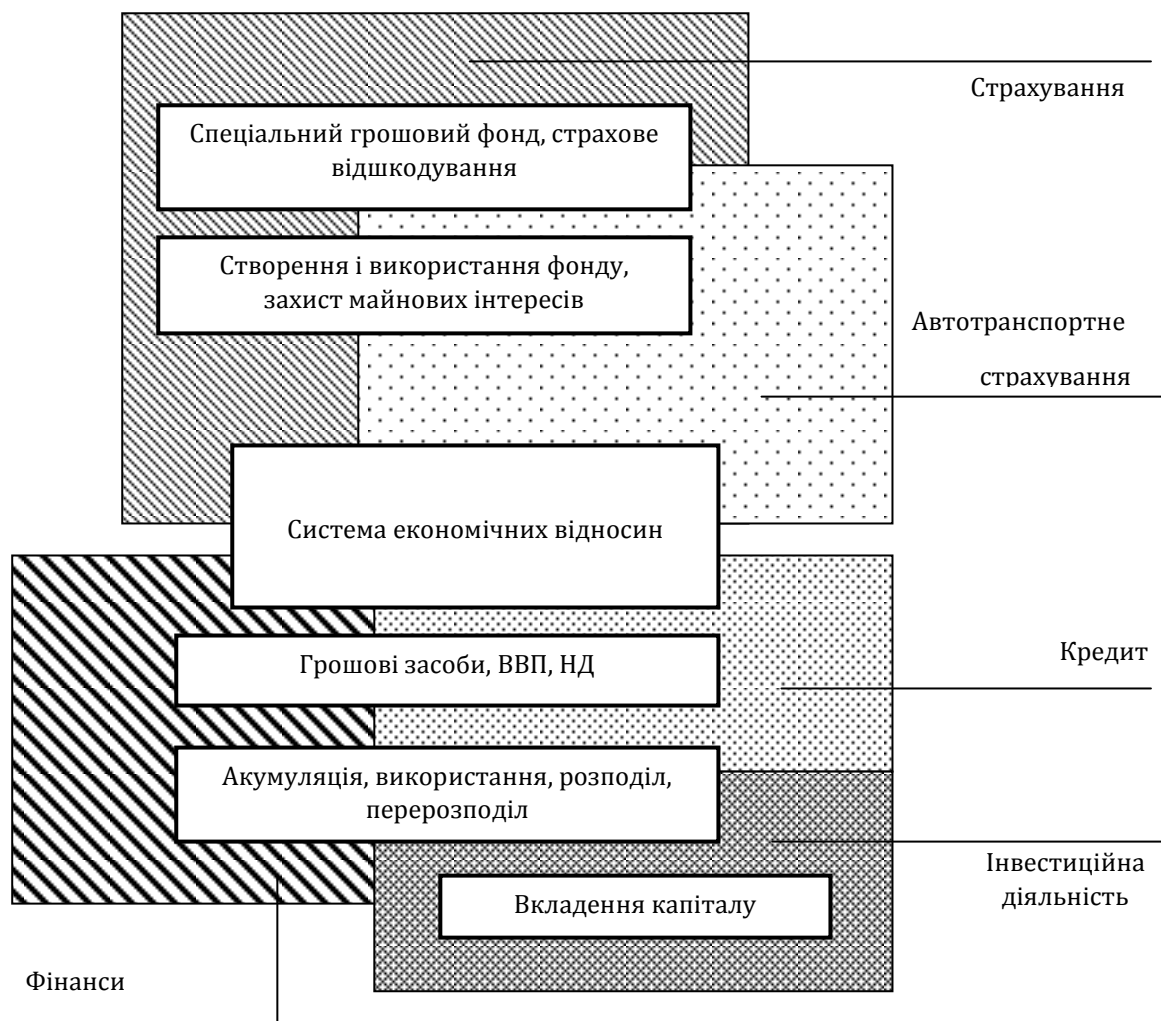 Страхування
Спеціальний грошовий фонд, страхове
відшкодування
Створення і використання фонду,
захист майнових інтересів
Автотранспортне
страхування
Система економічних відносин
Грошові засоби, ВВП, НД
Кредит
Акумуляція, використання, розподіл,
перерозподіл
Інвестиційна
діяльність
Вкладення капіталу
Фінанси